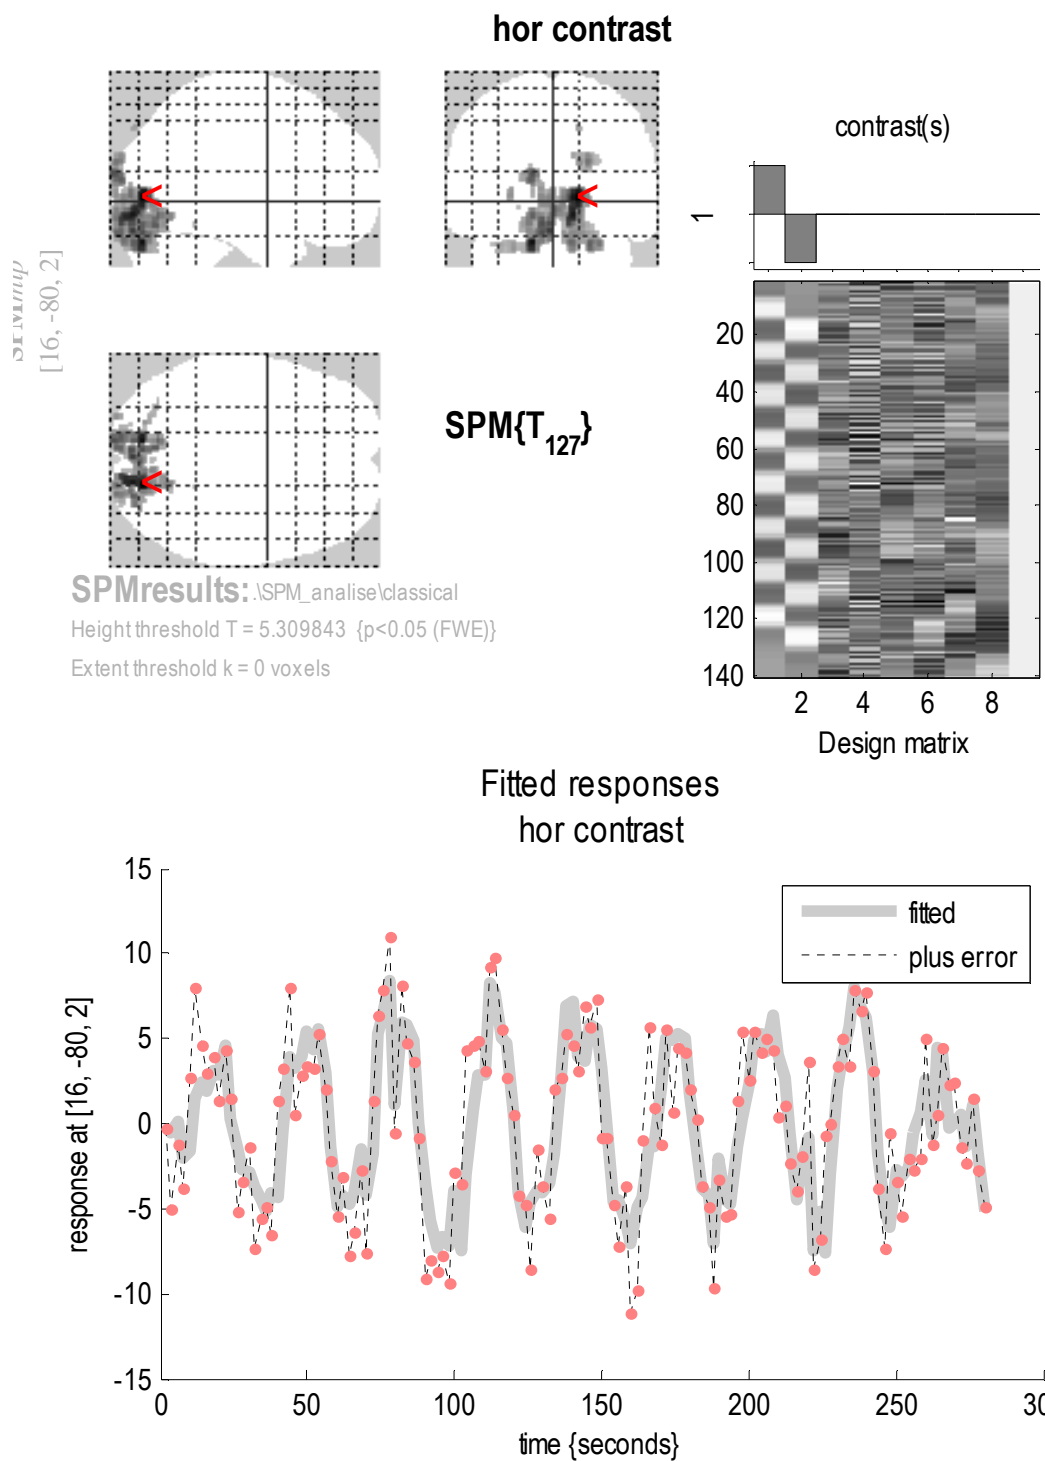 hor contrast
contrast(s)
1
SPMmip
[16, -80, 2]
SPM{T127}
20
40
60
80
100
120
140
2 4 6 8
Design matrix
SPMresults: .\SPM_analise\classical
Height threshold T = 5.309843 {p<0.05 (FWE)}
Extent threshold k = 0 voxels
Fitted responses
hor contrast
fitted
plus error
response at [16, -80, 2]
15
10
5
0
-5
-10
-15
0 50 100 150 200 250 30
time {seconds}